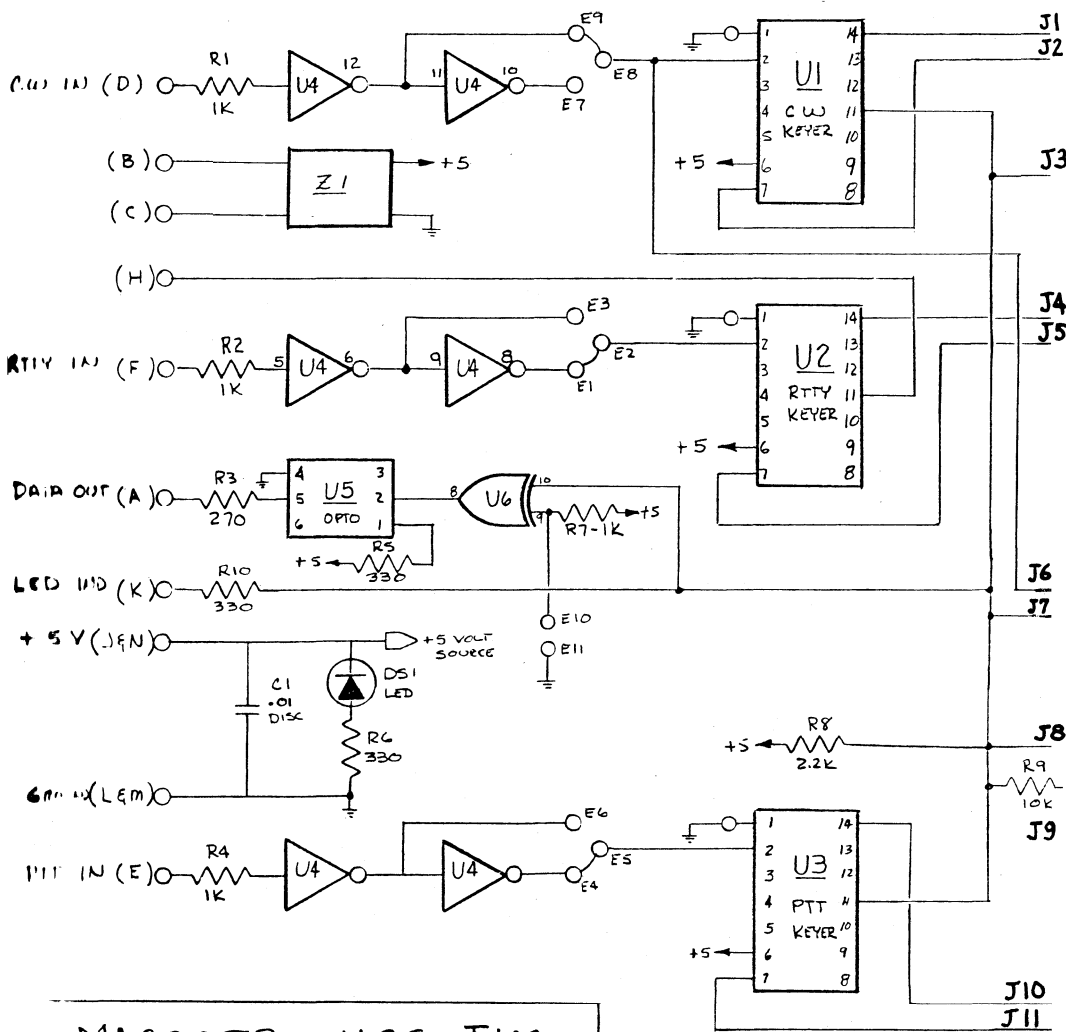 E9
J1
J2
R1
12
11
10
1
14
CW IN (D)
U4
U4
E8
2
13
1K
E7
3
U1
12
4
CW
11
5
KEYER
10
(B)
+5
+5
6
9
J3
Z1
7
8
(C)
(H)
E3
1
14
J4
J5
R2
5
6
9
8
E2
2
U2
13
RTTY IN (F)
U4
U4
3
12
1K
E1
4
RTTY
11
5
KEYER
10
+5
6
9
R3
4
3
10
7
8
DATA OUT (A)
5
U5
2
8
U6
270
6
OPTO
1
9
+5
R7-1K
R5
+5
R10
330
LED IND (K)
J6
330
J7
E10
+5 V
+5 VOLT
SOURCE
E11
DS1
LED
C1
.01
DISC
R6
330
R8
J8
+5
2.2K
R9
10K
(L&M)
E6
J9
1
14
R4
E5
2
U3
13
PTT IN (E)
U4
U4
3
12
1K
E4
4
PTT
11
5
KEYER
10
+5
6
9
7
8
J10
J11